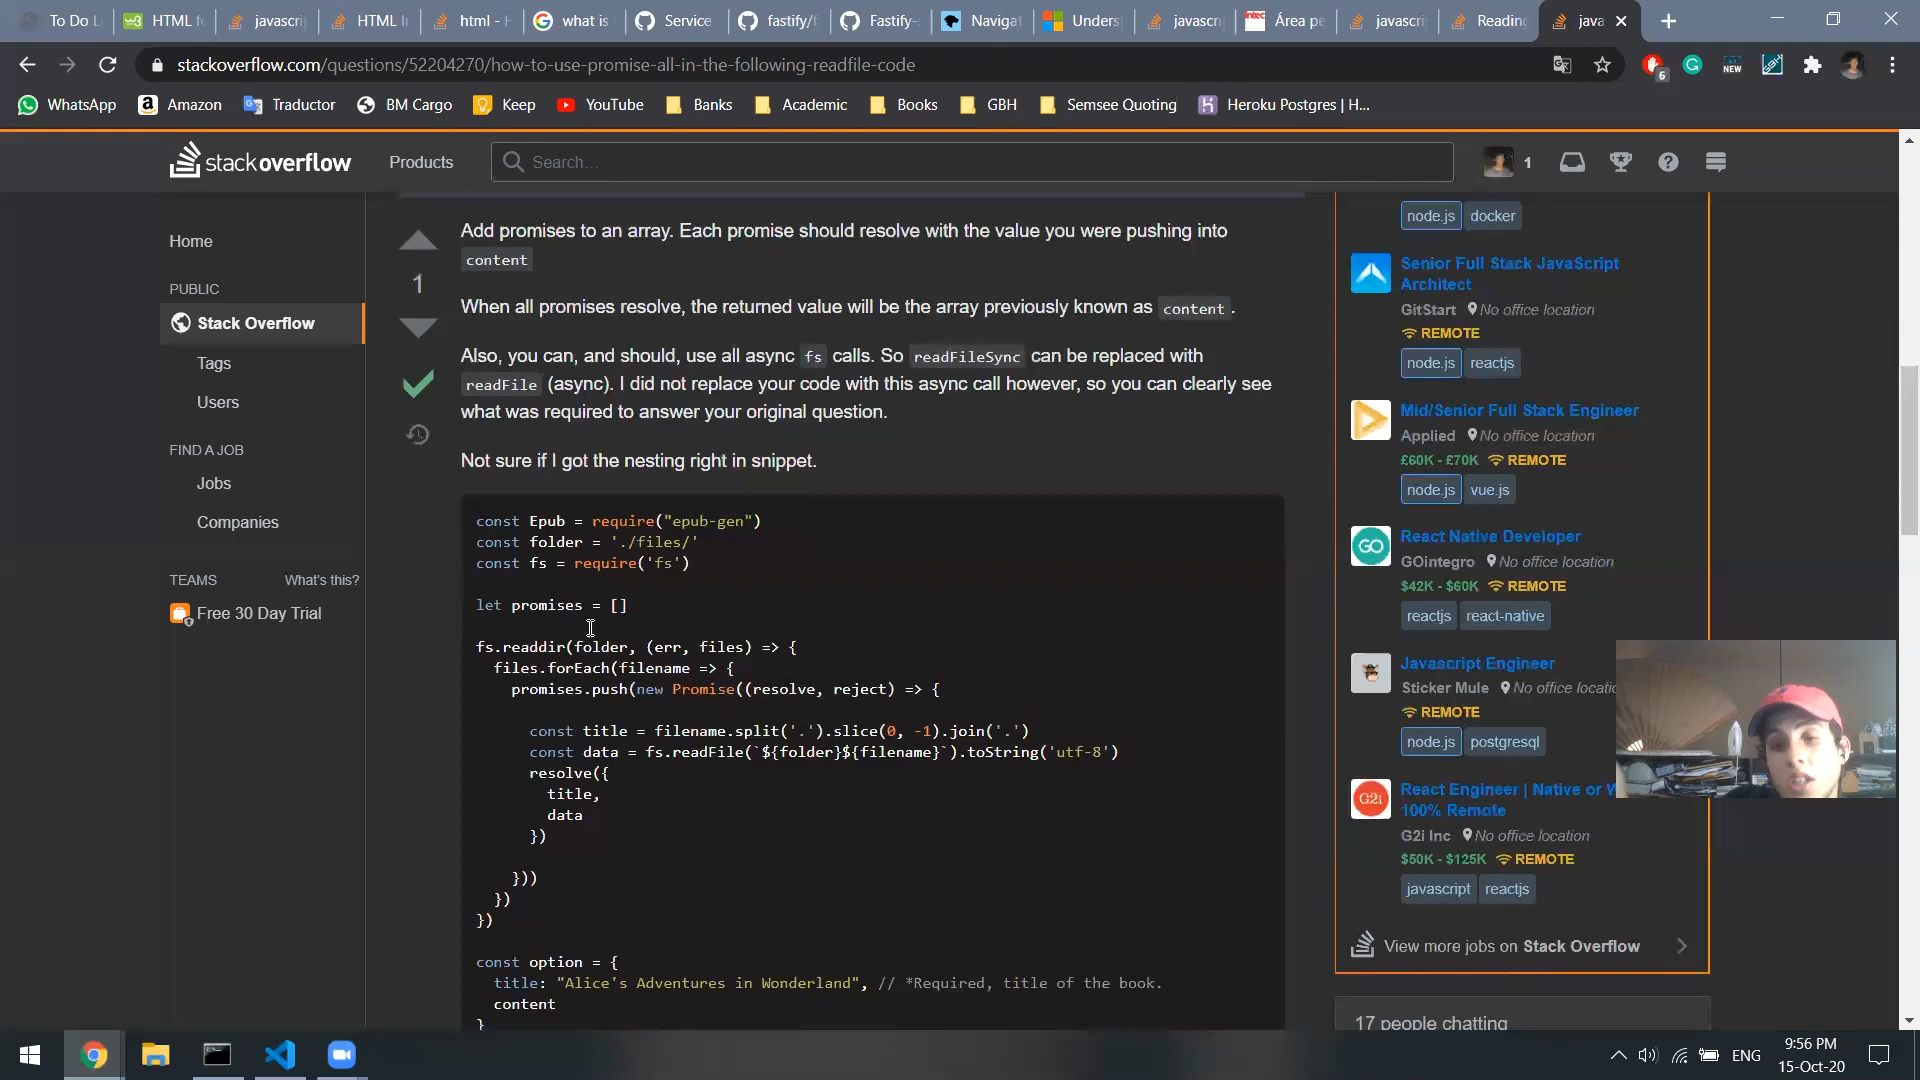 To Do Li
HTML f
javascri
HTML I
html - H
what is
Service
fastify/f
Fastify-s
Navigat
Unders
javascri
Área pe
javascri
Reading
java
stackoverflow.com/questions/52204270/how-to-use-promise-all-in-the-following-readfile-code
6
NEW
WhatsApp
Amazon
Traductor
BM Cargo
Keep
YouTube
Banks
Academic
Books
GBH
Semsee Quoting
Heroku Postgres | H...
stackoverflow
Products
Search...
1
Home
PUBLIC
Stack Overflow
Tags
Users
FIND A JOB
Jobs
Companies
TEAMS
What's this?
Free 30 Day Trial
1
Add promises to an array. Each promise should resolve with the value you were pushing into
content
When all promises resolve, the returned value will be the array previously known as content.
Also, you can, and should, use all async fs calls. So readFileSync can be replaced with
readFile (async). I did not replace your code with this async call however, so you can clearly see
what was required to answer your original question.
Not sure if I got the nesting right in snippet.
const Epub = require("epub-gen")
const folder = './files/'
const fs = require('fs')
let promises = []
fs.readdir(folder, (err, files) => {
files.forEach(filename => {
promises.push(new Promise((resolve, reject) => {
const title = filename.split('.').slice(0, -1).join('.')
const data = fs.readFile(`${folder}${filename}`).toString('utf-8')
resolve({
title,
data
})
}))
})
})
const option = {
title: "Alice's Adventures in Wonderland", // *Required, title of the book.
content
}
node.js
docker
Senior Full Stack JavaScript
Architect
GitStart
No office location
REMOTE
node.js
reactjs
Mid/Senior Full Stack Engineer
Applied
No office location
£60K - £70K
REMOTE
node.js
vue.js
GO
React Native Developer
GOintegro
No office location
$42K - $60K
REMOTE
reactjs
react-native
Javascript Engineer
Sticker Mule
No office locatio
REMOTE
node.js
postgresql
G2i
React Engineer | Native or W
100% Remote
G2i Inc
No office location
$50K - $125K
REMOTE
javascript
reactjs
View more jobs on Stack Overflow
17 people chatting
ENG
9:56 PM
15-Oct-20